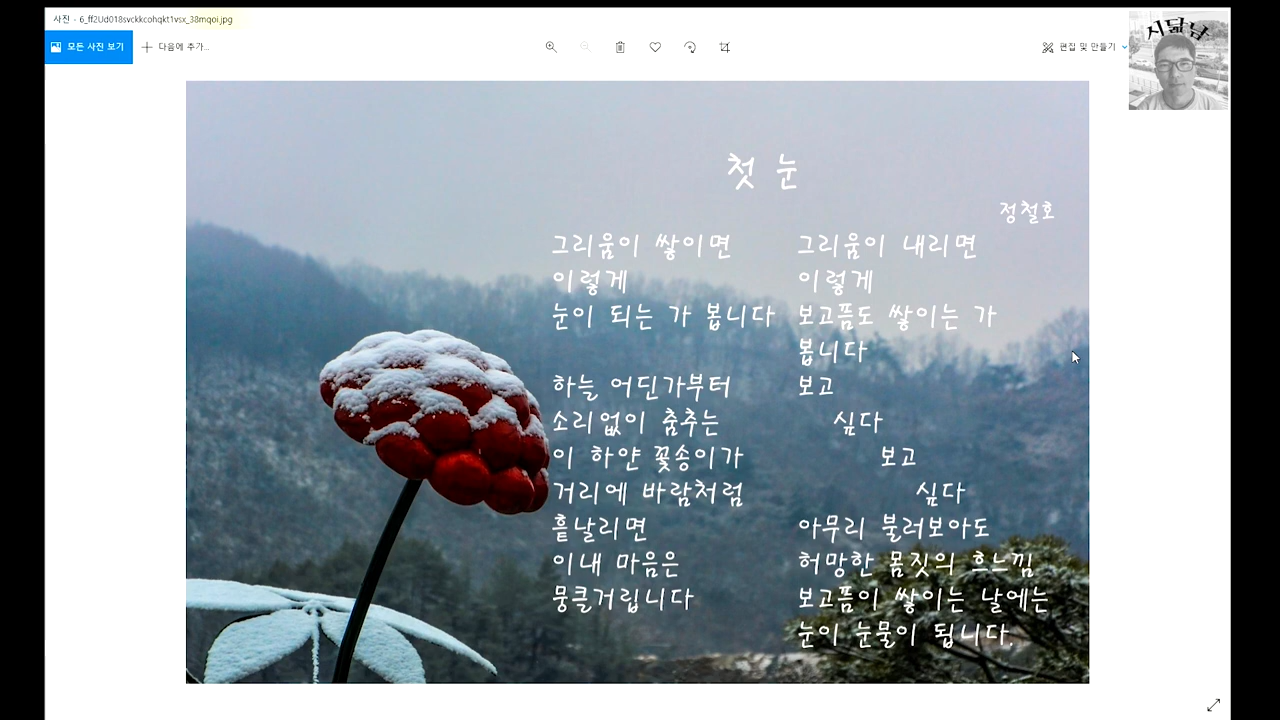 사진 - 6_ff2Ud018svckkcohqkt1vsx_38mqoi.jpg
모든 사진 보기
다음에 추가...
편집 및 만들기
시닮남
첫 눈
정철호
그리움이 쌓이면
이렇게
눈이 되는 가 봅니다
하늘 어딘가부터
소리없이 춤추는
이 하얀 꽃송이가
거리에 바람처럼
흩날리면
이내 마음은
뭉클거립니다
그리움이 내리면
이렇게
보고픔도 쌓이는 가
봅니다
보고
싶다
보고
싶다
아무리 불러보아도
허망한 몸짓의 흐느낌
보고픔이 쌓이는 날에는
눈이 눈물이 됩니다.